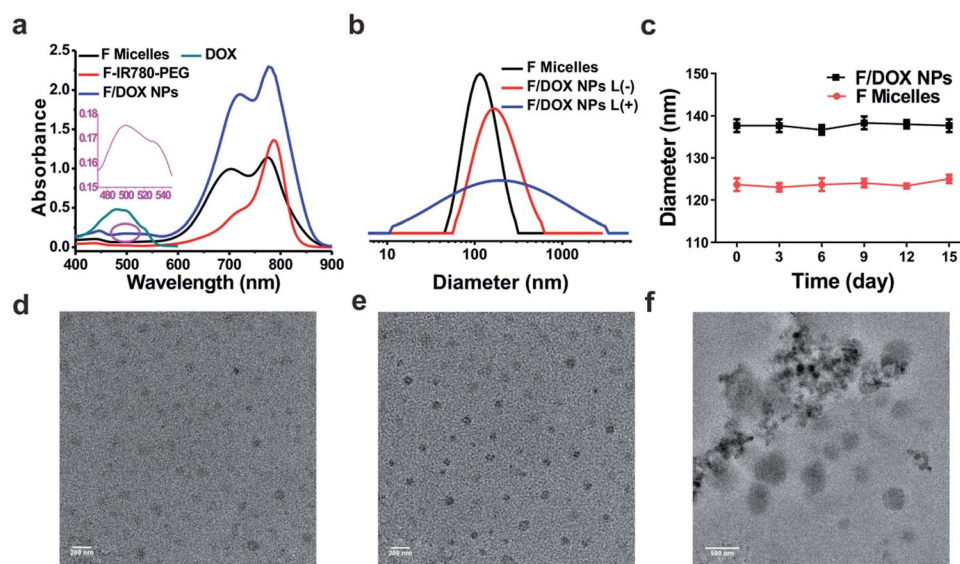 a
F Micelles DOX
F-IR780-PEG
F/DOX NPs
2.5
2.0
1.5
1.0
0.5
0.0
Absorbance
0.18
0.17
0.16
0.15
480 500 520 540
400 500 600 700 800 900
Wavelength (nm)
b
F Micelles
F/DOX NPs L(-)
F/DOX NPs L(+)
10 100 1000
Diameter (nm)
c
F/DOX NPs
F Micelles
150
140
130
120
110
Diameter (nm)
0 3 6 9 12 15
Time (day)
d
200 nm
e
200 nm
f
500 nm